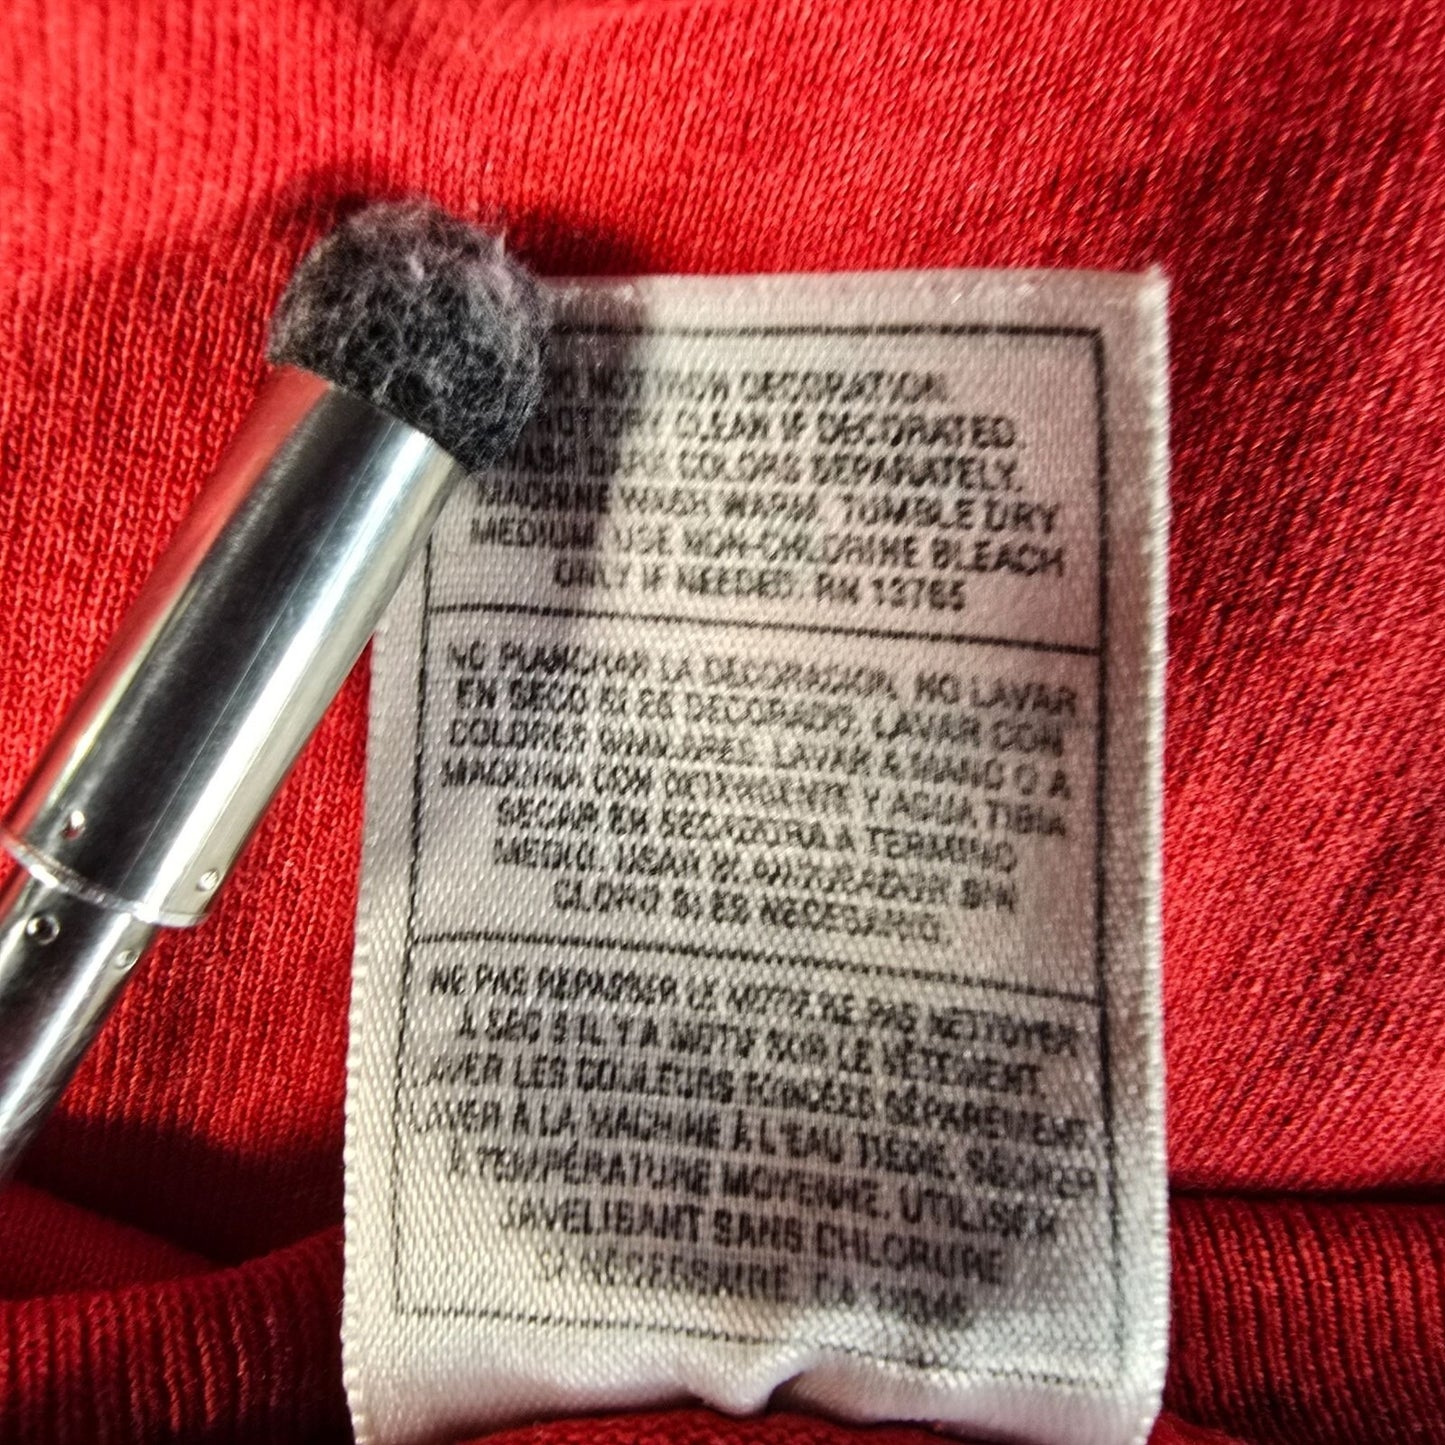 NOT IRON DECORATION.
NOT DRY CLEAN IF DECORATED.
WASH DARK COLORS SEPARATELY.
MACHINE WASH WARM. TUMBLE DRY
MEDIUM. USE NON-CHLORINE BLEACH
ONLY IF NEEDED. RN 13765
NO PLANCHAR LA DECORACION, NO LAVAR
EN SECO SI ES DECORADO. LAVAR CON
COLORES LAVAR A MANO O A
MAQUINA CON DETERGENTE Y AGUA TIBIA
SECAR EN SECADORA A TERMINO
MEDIO. USAR BLANQUEADOR SIN
CLORO SI ES NECESARIO.
NE PAS REPASSER LE MOTIF. NE PAS NETTOYER
À SEC S'IL Y A MOTIF SUR LE VÊTEMENT.
LAVER LES COULEURS FONCÉES SÉPARÉMENT.
LAVER À LA MACHINE À L'EAU TIÈDE. SÉCHER
À TEMPÉRATURE MOYENNE. UTILISER
JAVELISANT SANS CHLORURE
SI NÉCESSAIRE. CA